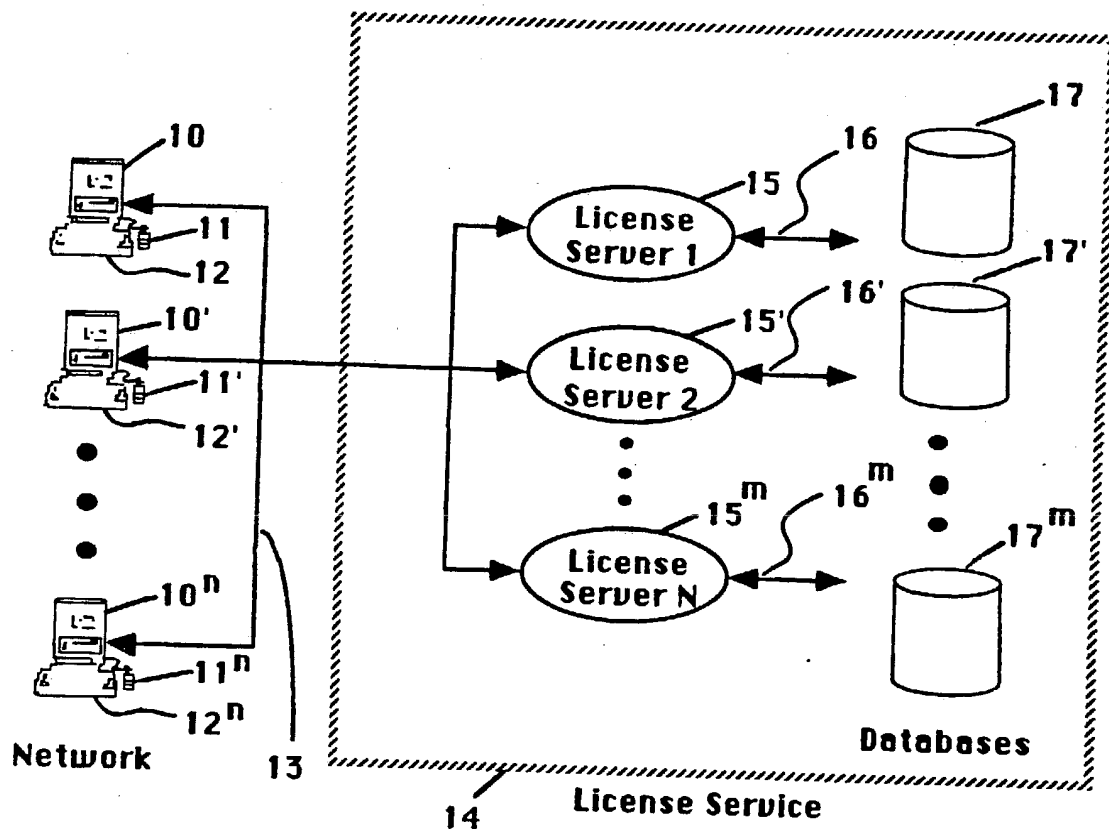 10
11
12
10'
11'
12'
10ⁿ
11ⁿ
12ⁿ
Network
13
License
Server 1
15
16
17
License
Server 2
15'
16'
17'
License
Server N
15ᵐ
16ᵐ
17ᵐ
Databases
14
License Service